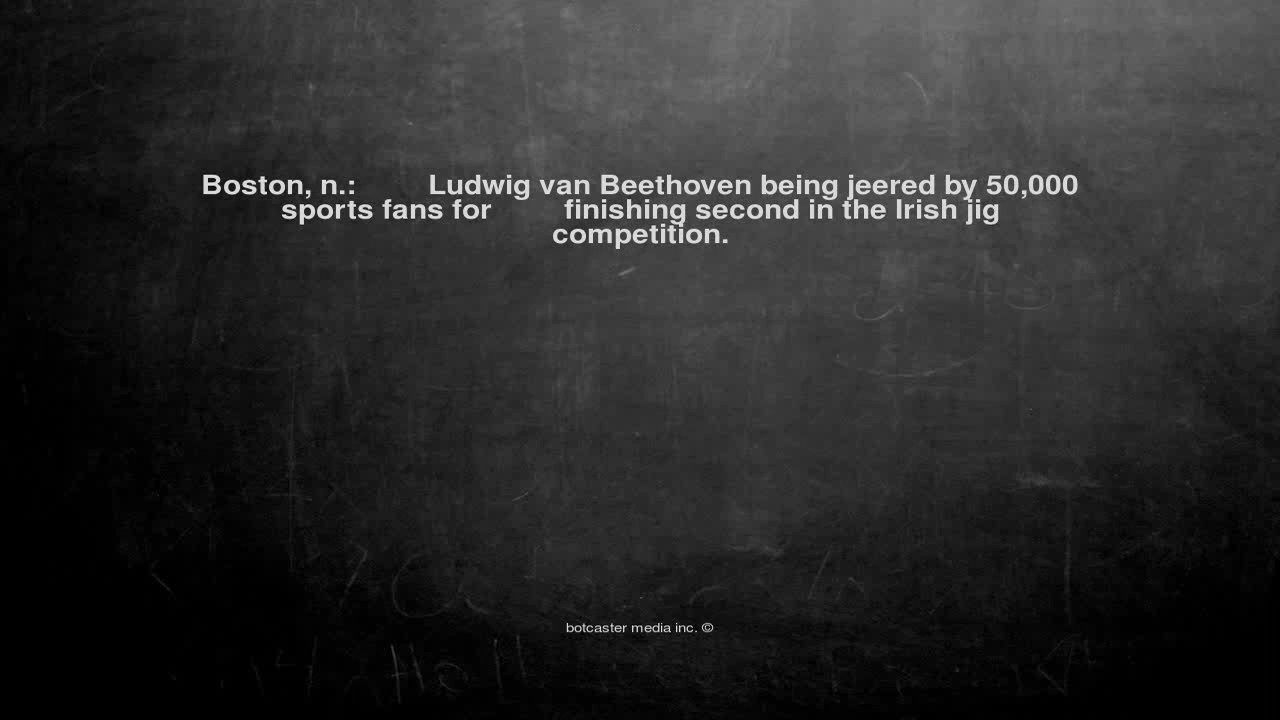 Boston, n.: Ludwig van Beethoven being jeered by 50,000
sports fans for finishing second in the Irish jig
competition.
botcaster media inc. ©